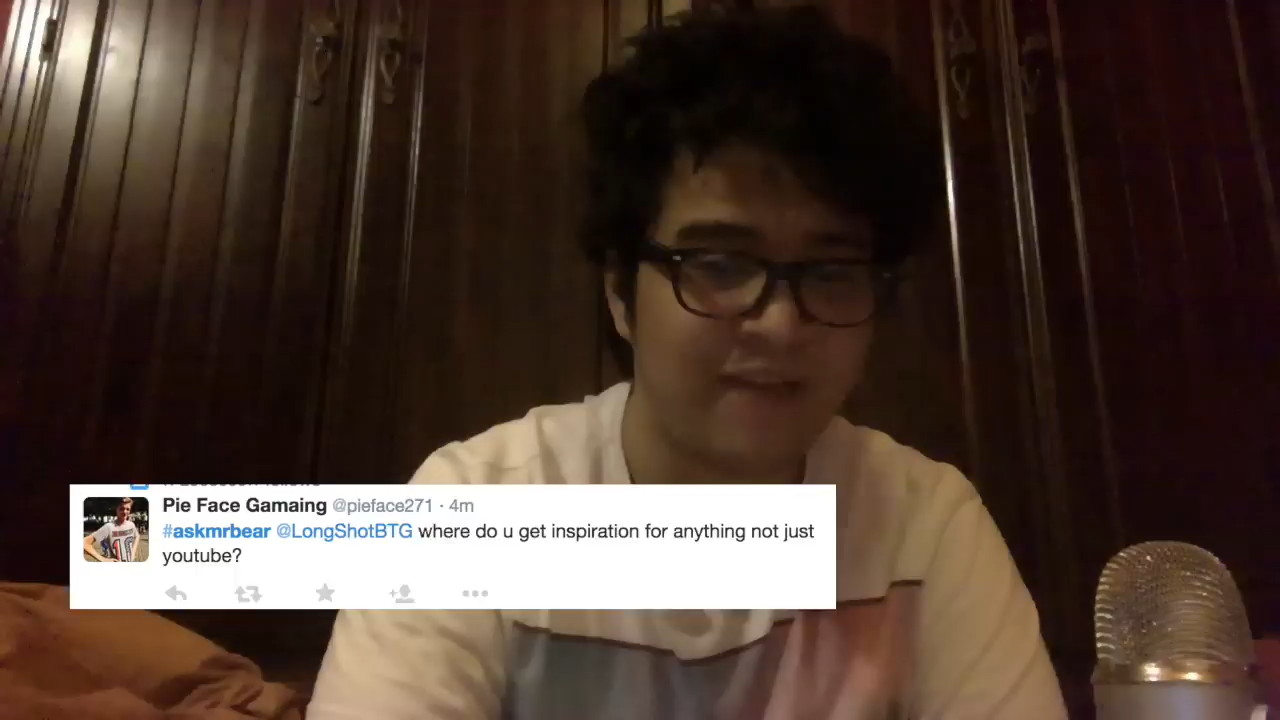 Pie Face Gamaing @pieface271 · 4m
#askmrbear @LongShotBTG where do u get inspiration for anything not just
youtube?